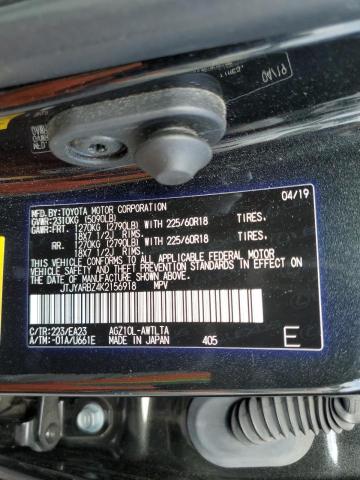 MFD.BY:TOYOTA MOTOR CORPORATION 04/19
GVWR:2310KG (5090LB)
GAWR:FRT. 1270KG (2790LB) WITH 225/60R18 TIRES.
18X7 1/2J RIMS.
RR. 1270KG (2790LB) WITH 225/60R18 TIRES.
18X7 1/2J RIMS.
THIS VEHICLE CONFORMS TO ALL APPLICABLE FEDERAL
MOTOR VEHICLE SAFETY STANDARDS IN EFFECT ON
THE DATE OF MANUFACTURE SHOWN ABOVE.
JTJYARBZ4K2156918 MPV
C/TR:223/EA23 AGZ10L-AWTLTA
A/TM:-01A/U661E MADE IN JAPAN 405 E